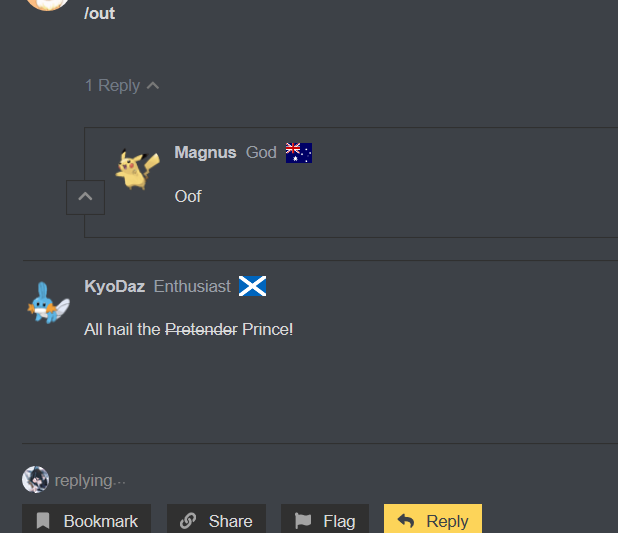 /out
1 Reply
Magnus God
Oof
KyoDaz Enthusiast
All hail the Pretender Prince!
replying...
Bookmark Share Flag Reply